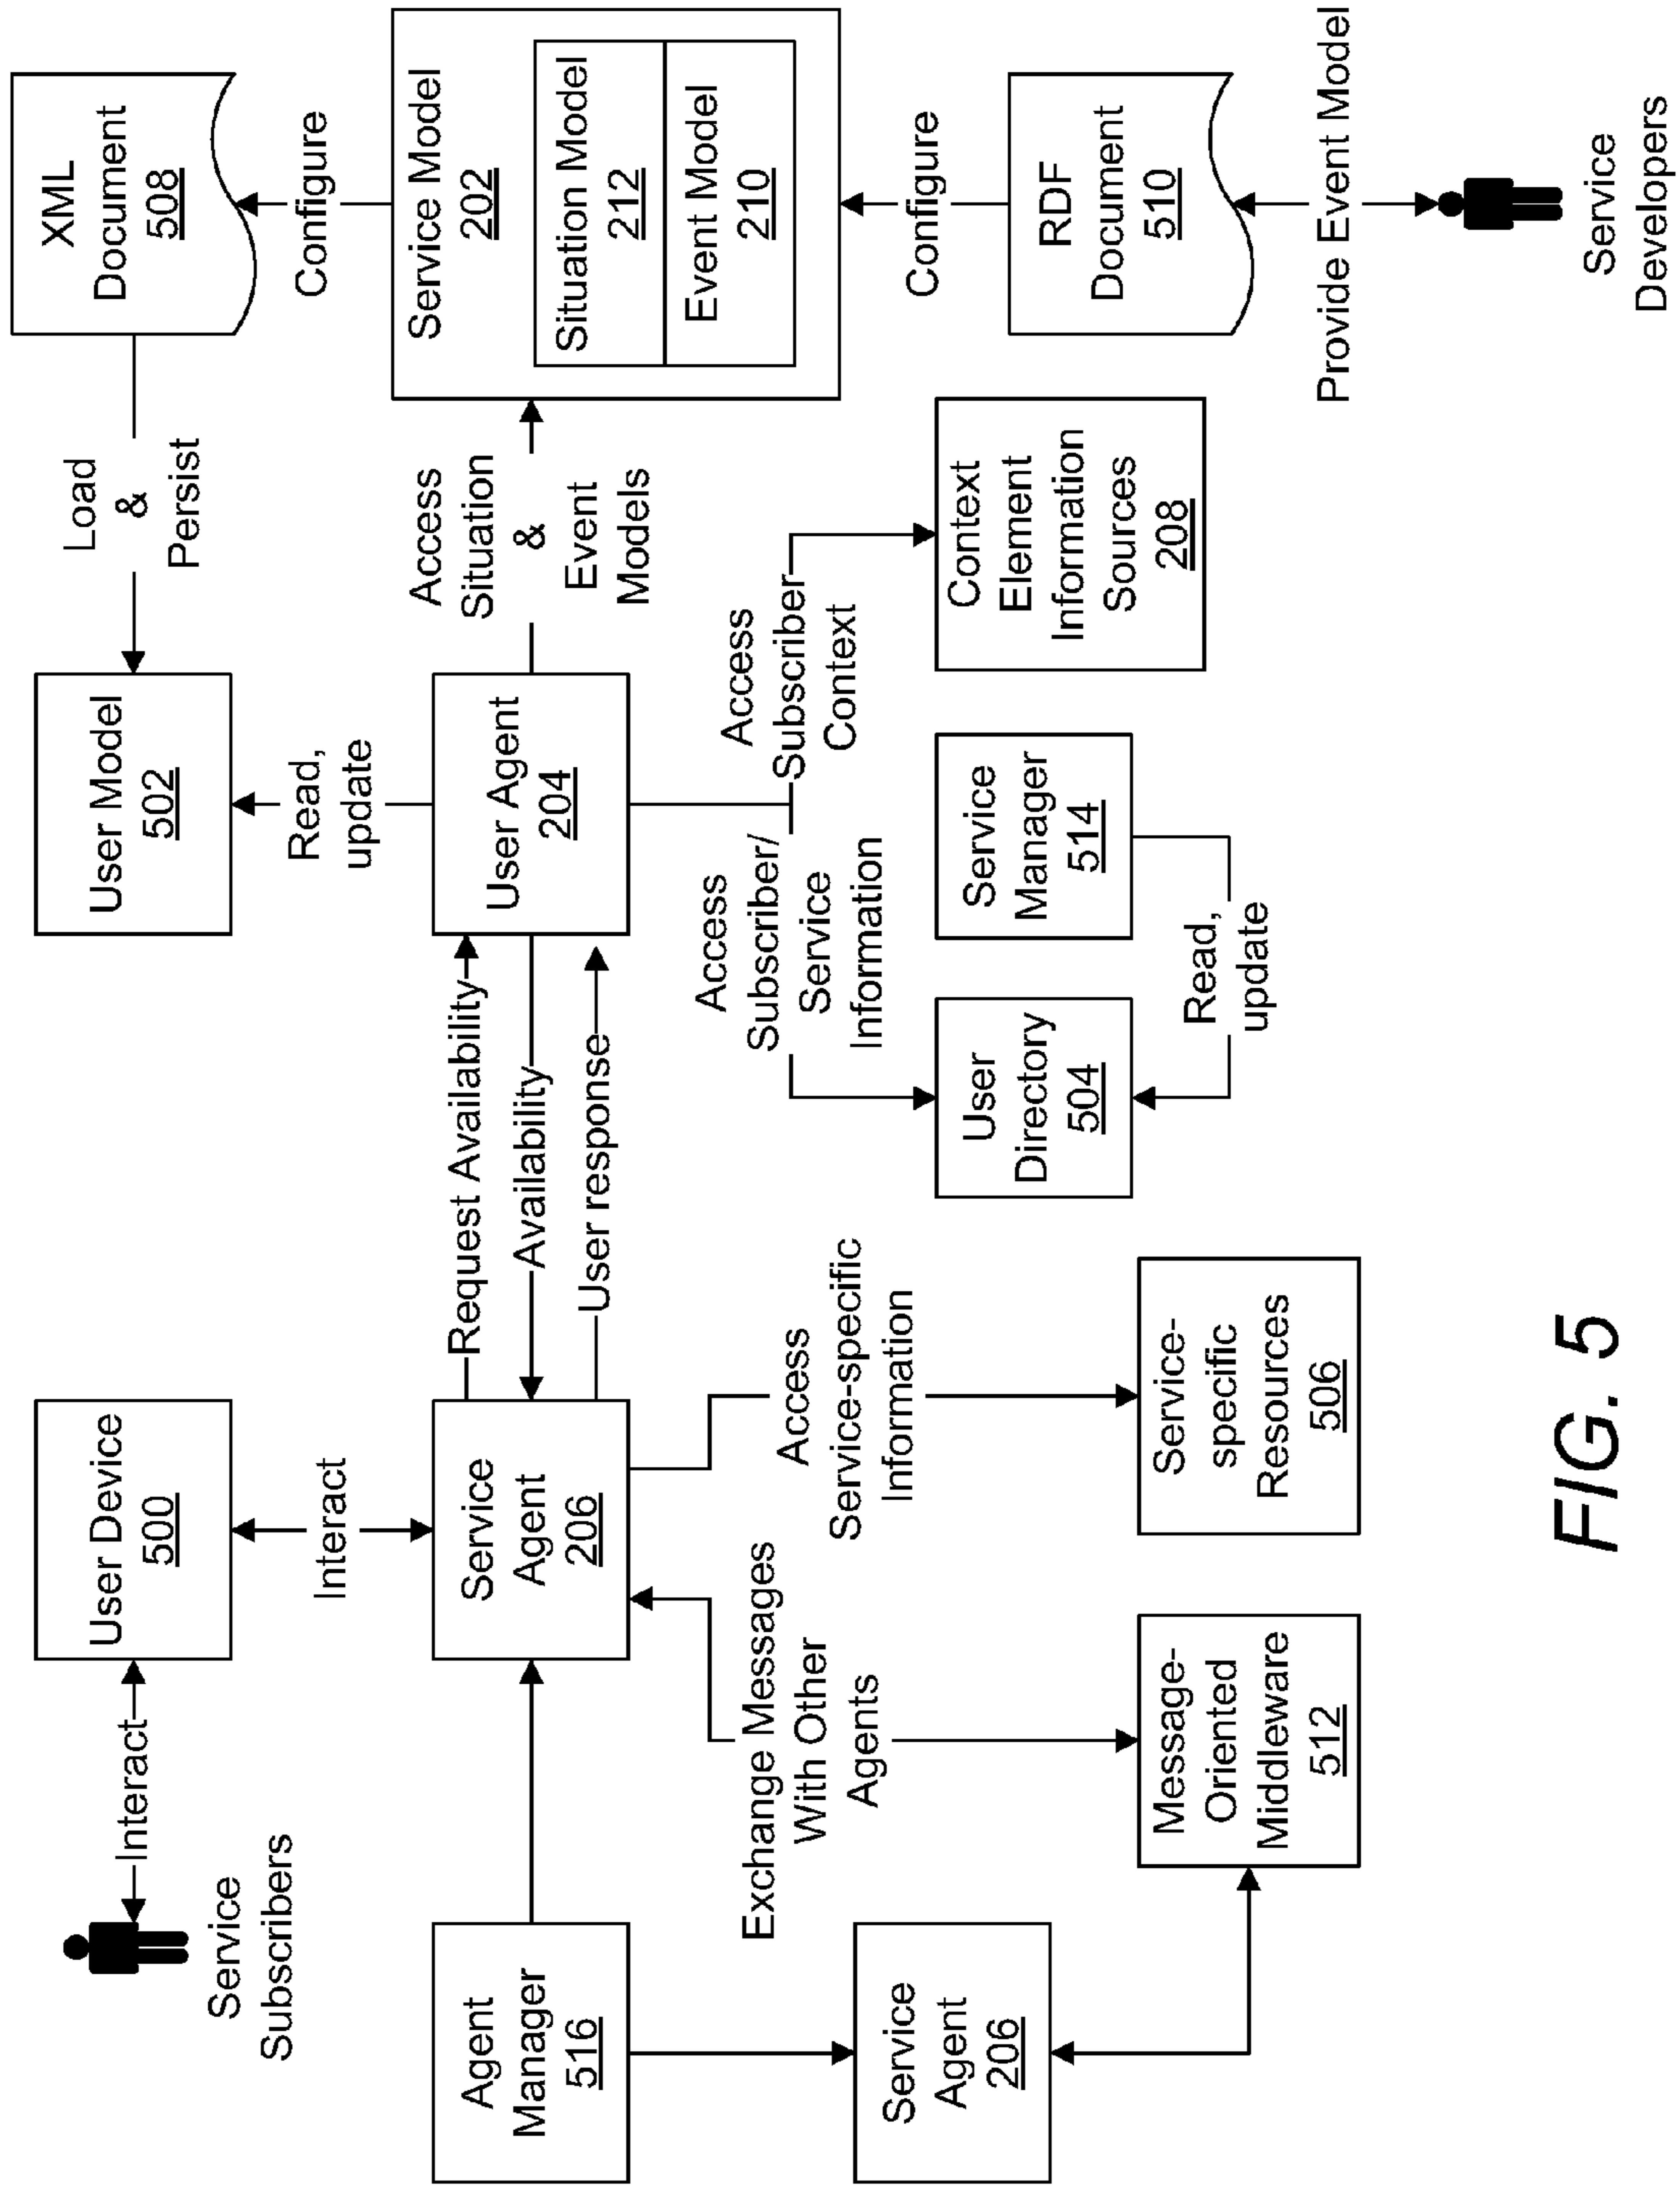 Service
Subscribers
Interact
User Device
500
User Model
502
Load
&
Persist
XML
Document
508
Interact
Read,
update
Configure
Agent
Manager
516
Service
Agent
206
Request Availability
Availability
User response
User Agent
204
Access
Situation
&
Event
Models
Service Model
202
Situation Model
212
Event Model
210
Exchange Messages
With Other
Agents
Access
Service-specific
Information
Access
Subscriber/
Service
Information
Access
Subscriber
Context
Configure
Service
Agent
206
User
Directory
504
Service
Manager
514
Context
Element
Information
Sources
208
RDF
Document
510
Message-
Oriented
Middleware
512
Service-
specific
Resources
506
Read,
update
Provide Event Model
Service
Developers
FIG. 5